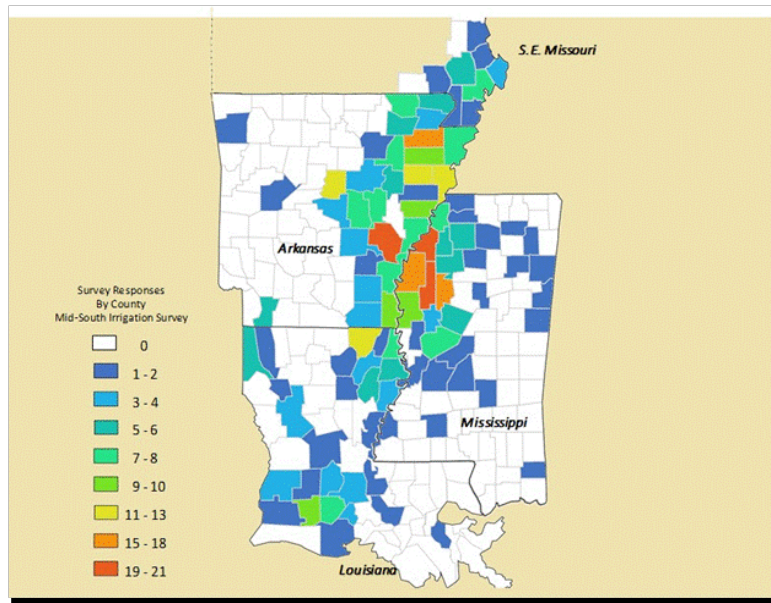 S.E. Missouri
Arkansas
Survey Responses
By County
Mid-South Irrigation Survey
0
1 - 2
3 - 4
5 - 6
7 - 8
9 - 10
11 - 13
15 - 18
19 - 21
Mississippi
Louisiana